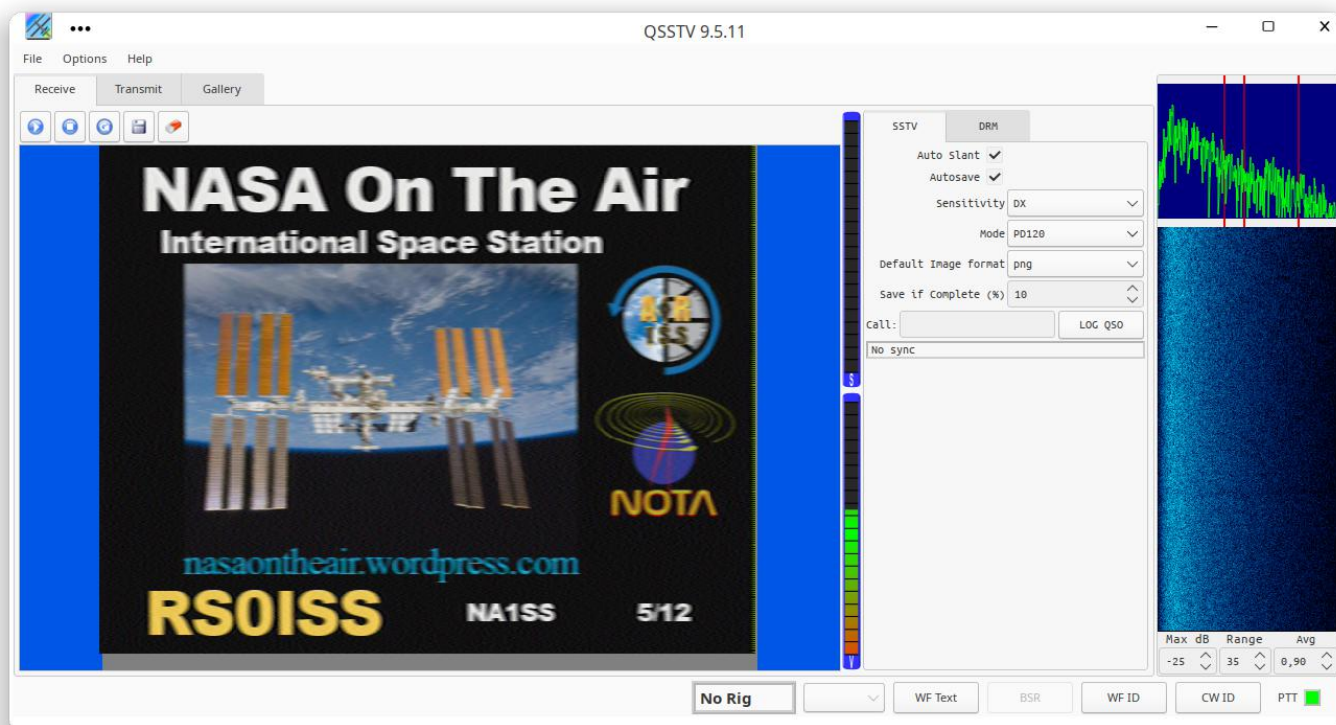 QSSTV 9.5.11
File Options Help
Receive Transmit Gallery
NASA On The Air
International Space Station
ARISS
NOTA
nasaontheair.wordpress.com
RS0ISS NA1SS 5/12
S
V
SSTV DRM
Auto Slant
Autosave
Sensitivity DX
Mode PD120
Default Image format png
Save if Complete (%) 10
Call: LOG QSO
No sync
Max dB Range Avg
-25 35 0,90
No Rig WF Text BSR WF ID CW ID PTT